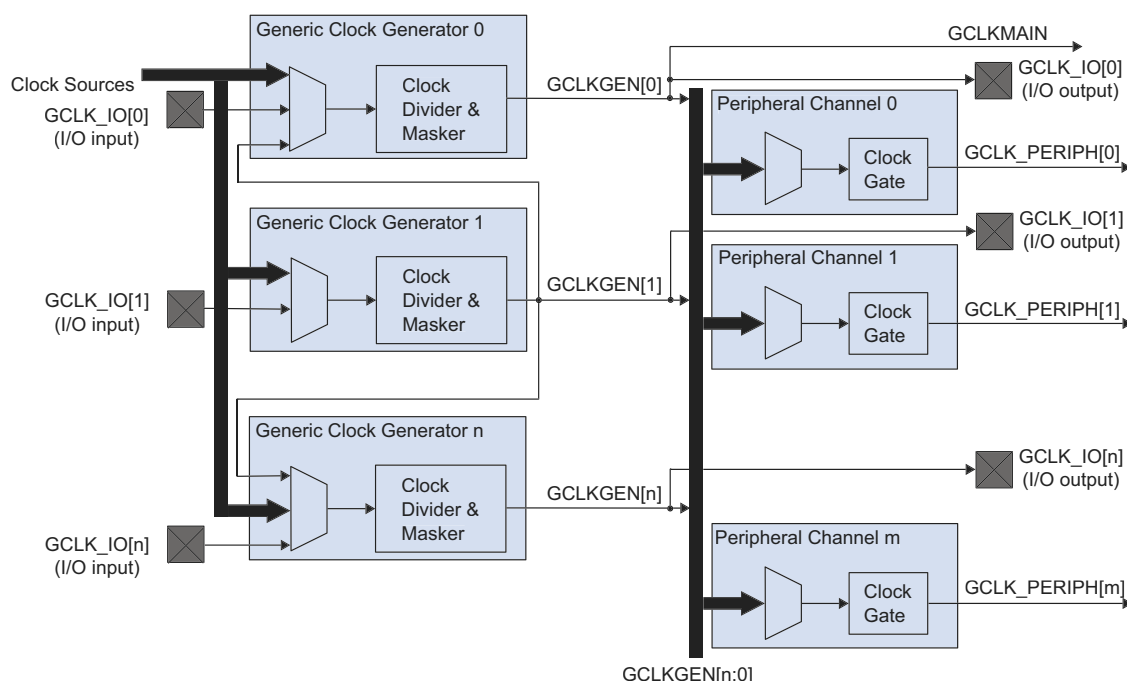 Generic Clock Generator 0
Clock Sources
GCLK_IO[0]
(I/O input)
Clock
Divider &
Masker
GCLKGEN[0]
GCLKMAIN
GCLK_IO[0]
(I/O output)
Peripheral Channel 0
Clock
Gate
GCLK_PERIPH[0]
Generic Clock Generator 1
GCLK_IO[1]
(I/O input)
Clock
Divider &
Masker
GCLKGEN[1]
GCLK_IO[1]
(I/O output)
Peripheral Channel 1
Clock
Gate
GCLK_PERIPH[1]
Generic Clock Generator n
GCLK_IO[n]
(I/O input)
Clock
Divider &
Masker
GCLKGEN[n]
GCLK_IO[n]
(I/O output)
Peripheral Channel m
Clock
Gate
GCLK_PERIPH[m]
GCLKGEN[n:0]